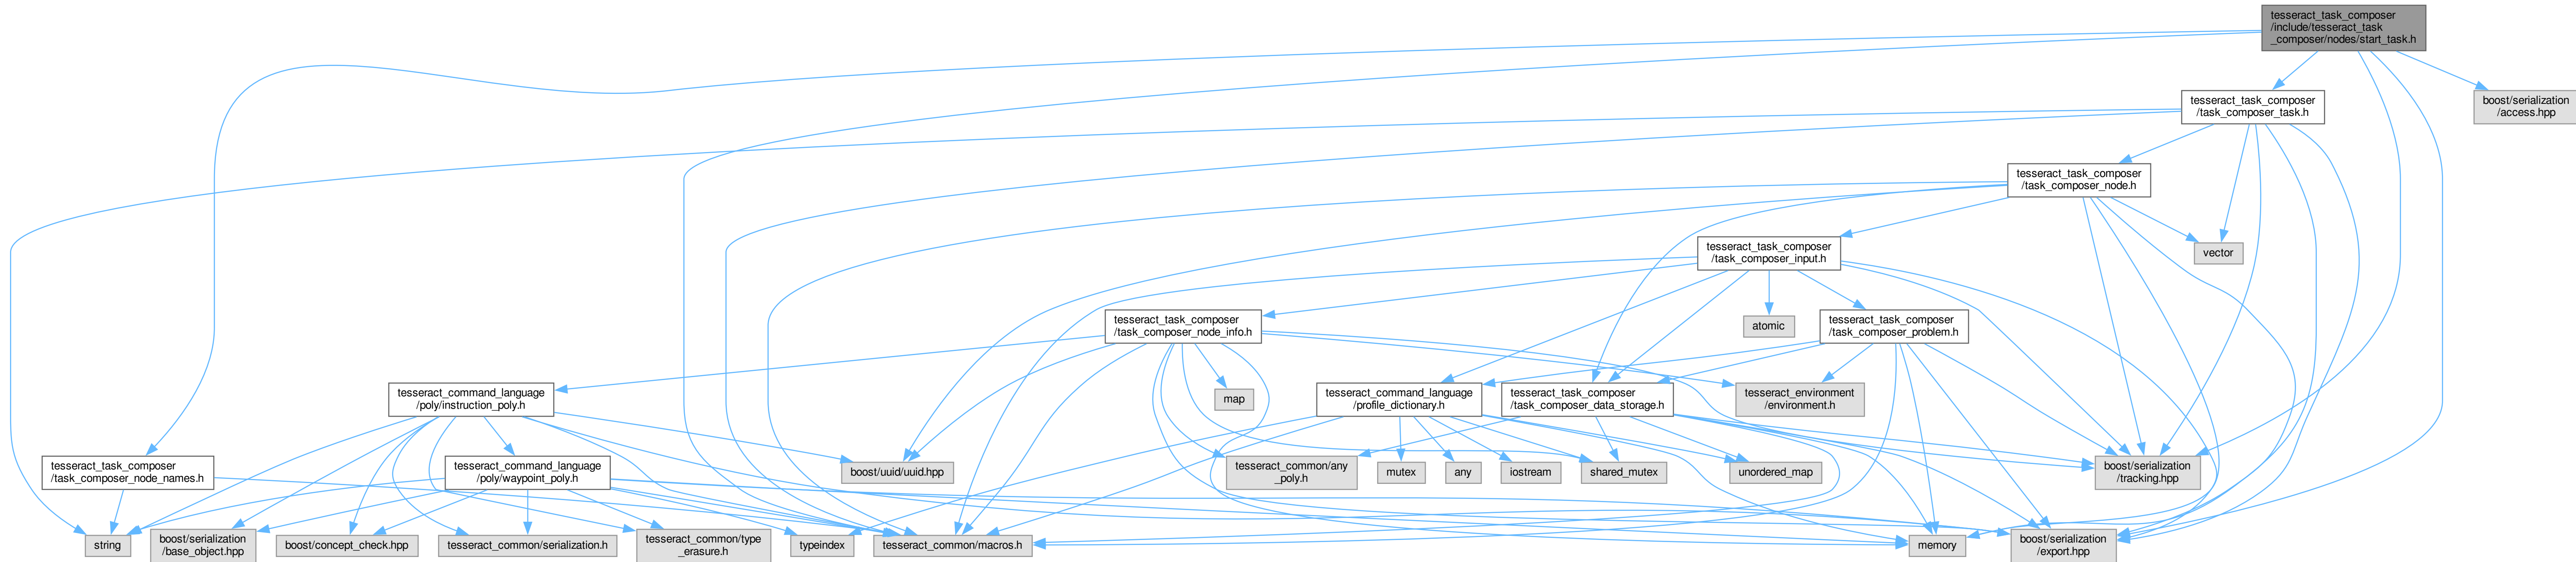 tesseract_task_composer
/include/tesseract_task
_composer/nodes/start_task.h
tesseract_task_composer
/task_composer_task.h
boost/serialization
/access.hpp
tesseract_task_composer
/task_composer_node.h
tesseract_task_composer
/task_composer_input.h
vector
tesseract_task_composer
/task_composer_node_info.h
atomic
tesseract_task_composer
/task_composer_problem.h
tesseract_command_language
/poly/instruction_poly.h
map
tesseract_command_language
/profile_dictionary.h
tesseract_task_composer
/task_composer_data_storage.h
tesseract_environment
/environment.h
tesseract_task_composer
/task_composer_node_names.h
tesseract_command_language
/poly/waypoint_poly.h
boost/uuid/uuid.hpp
tesseract_common/any
_poly.h
mutex
any
iostream
shared_mutex
unordered_map
boost/serialization
/tracking.hpp
string
boost/serialization
/base_object.hpp
boost/concept_check.hpp
tesseract_common/serialization.h
tesseract_common/type
_erasure.h
typeindex
tesseract_common/macros.h
memory
boost/serialization
/export.hpp